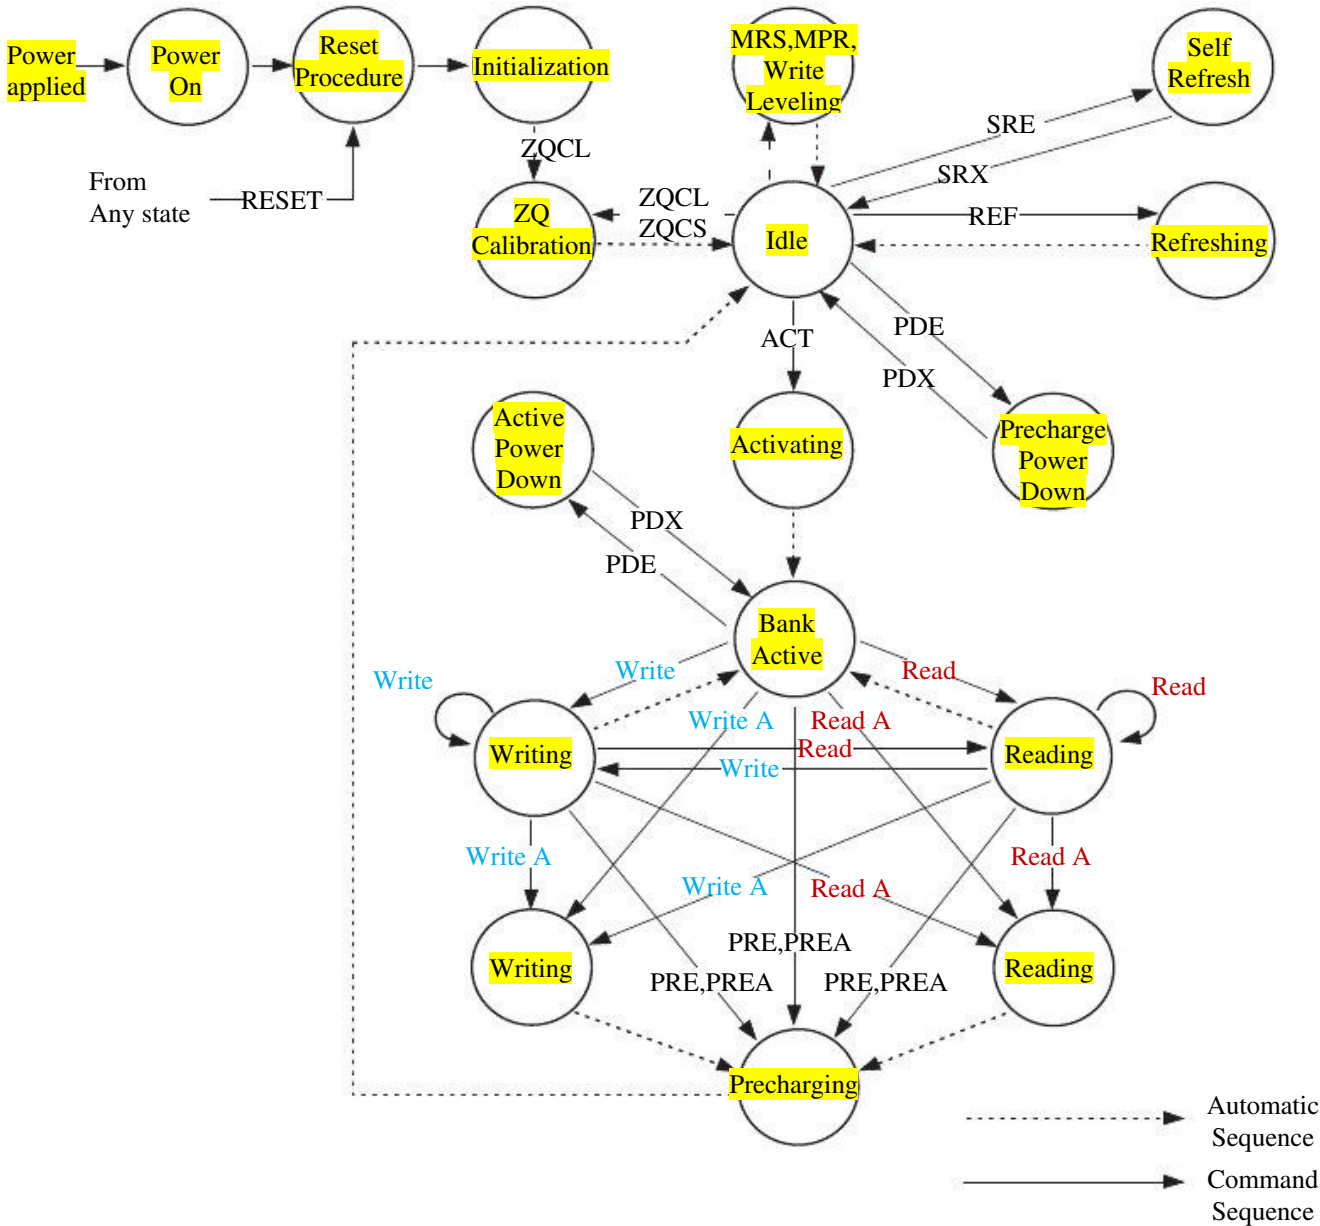 Power
applied
Power
On
Reset
Procedure
Initialization
MRS,MPR,
Write
Leveling
Self
Refresh
From
Any state
RESET
ZQCL
SRE
SRX
ZQ
Calibration
ZQCL
ZQCS
Idle
REF
Refreshing
ACT
PDE
PDX
Active
Power
Down
Activating
Precharge
Power
Down
PDX
PDE
Bank
Active
Write
Write
Read
Read
Write A
Read A
Writing
Read
Write
Reading
Write A
Write A
Read A
Read A
Writing
PRE,PREA
PRE,PREA
PRE,PREA
Reading
Precharging
Automatic
Sequence
Command
Sequence